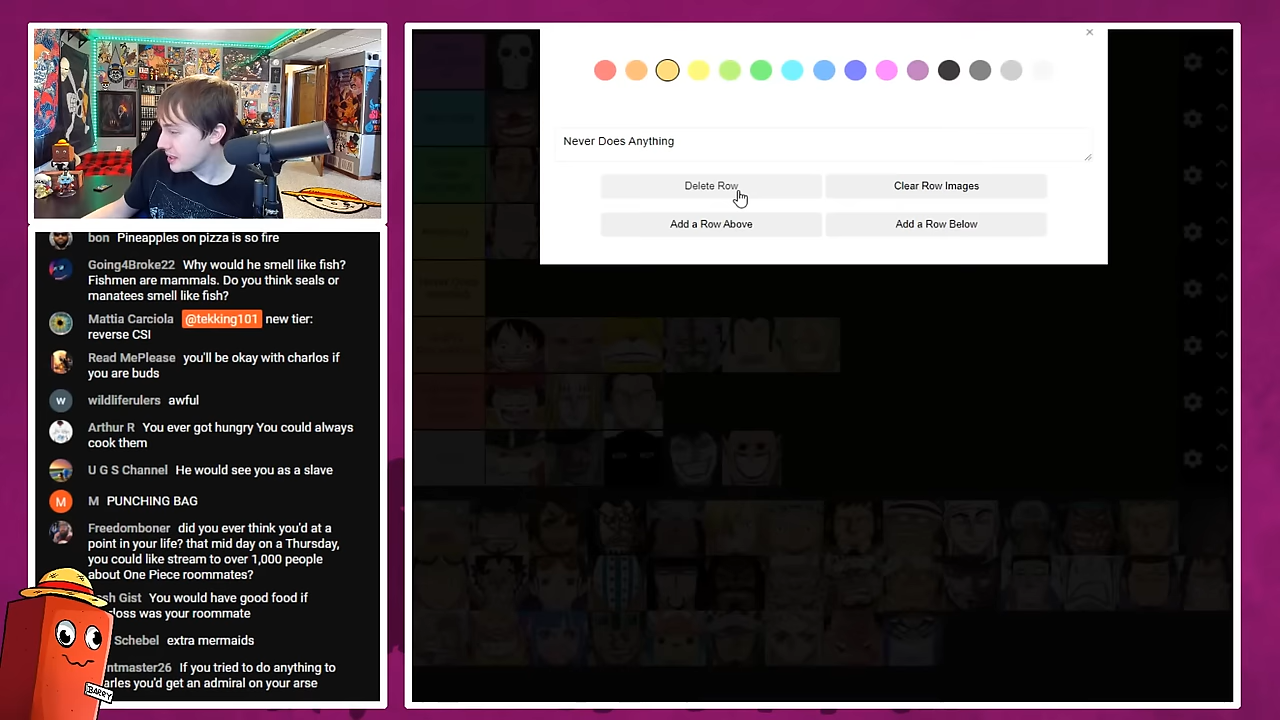 bon Pineapples on pizza is so fire
Going4Broke22 Why would he smell like fish?
Fishmen are mammals. Do you think seals or
manatees smell like fish?
Mattia Carciola @tekking101 new tier:
reverse CSI
Read MePlease you'll be okay with charlos if
you are buds
w
wildliferulers awful
Arthur R You ever got hungry You could always
cook them
U G S Channel He would see you as a slave
M
M PUNCHING BAG
Freedomboner did you ever think you'd at a
point in your life? that mid day on a Thursday,
you could like stream to over 1,000 people
about One Piece roommates?
sh Gist You would have good food if
loss was your roommate
Schebel extra mermaids
ntmaster26 If you tried to do anything to
arles you'd get an admiral on your arse
BARRY
×
Never Does Anything
Delete Row
Clear Row Images
Add a Row Above
Add a Row Below